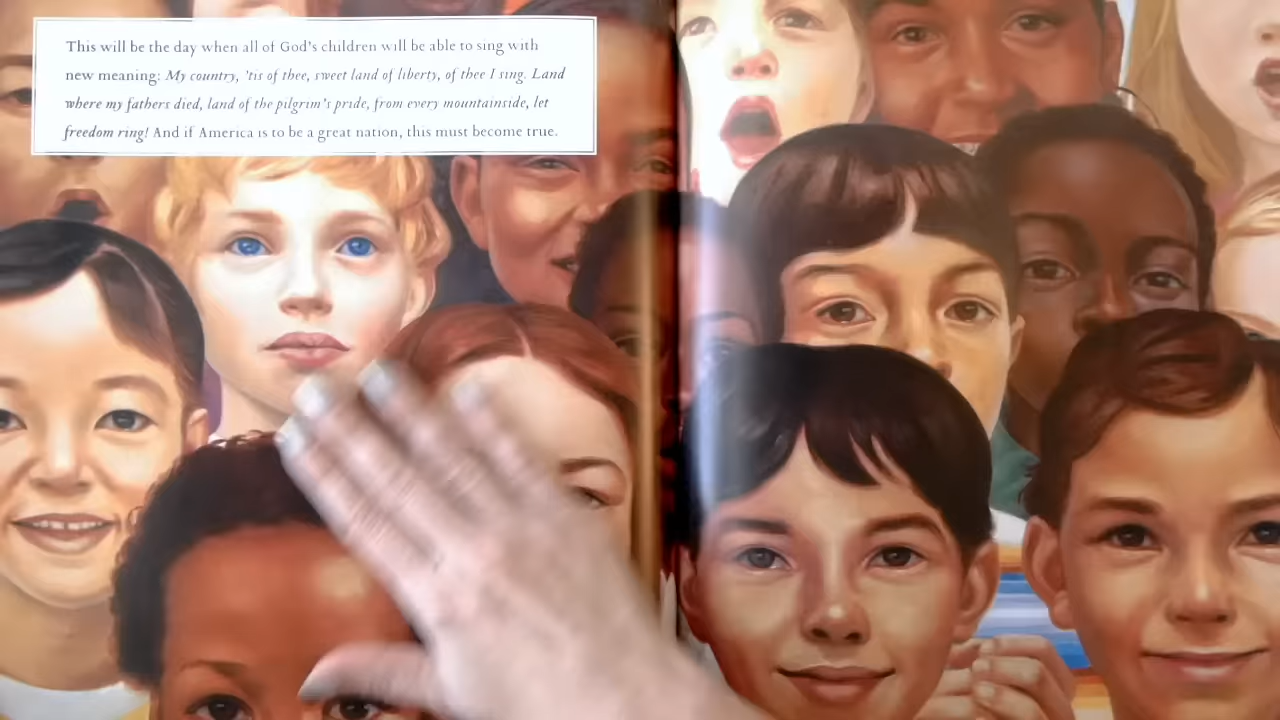 This will be the day when all of God's children will be able to sing with
new meaning: My country, 'tis of thee, sweet land of liberty, of thee I sing. Land
where my fathers died, land of the pilgrim's pride, from every mountainside, let
freedom ring! And if America is to be a great nation, this must become true.